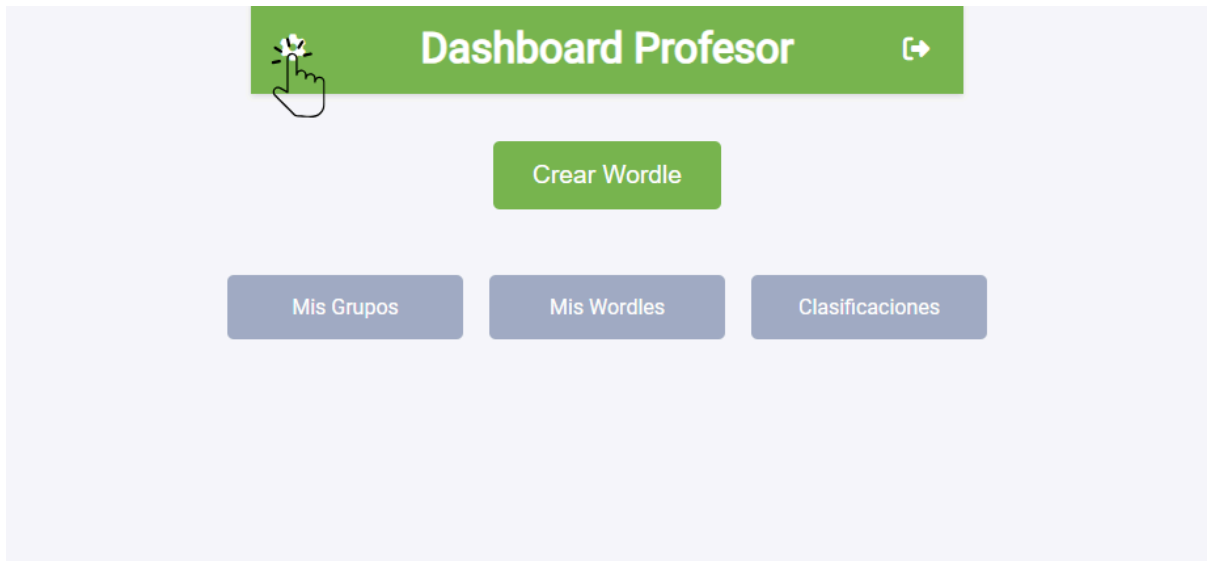 Dashboard Profesor
Crear Wordle
Mis Grupos
Mis Wordles
Clasificaciones